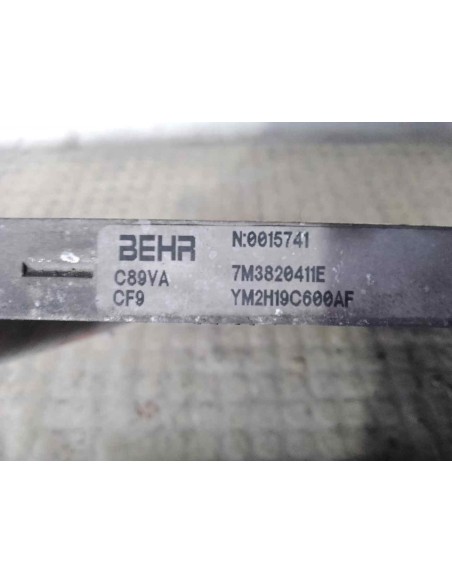 BEHR N:0015741
C89VA 7M3820411E
CF9 YM2H19C600AF